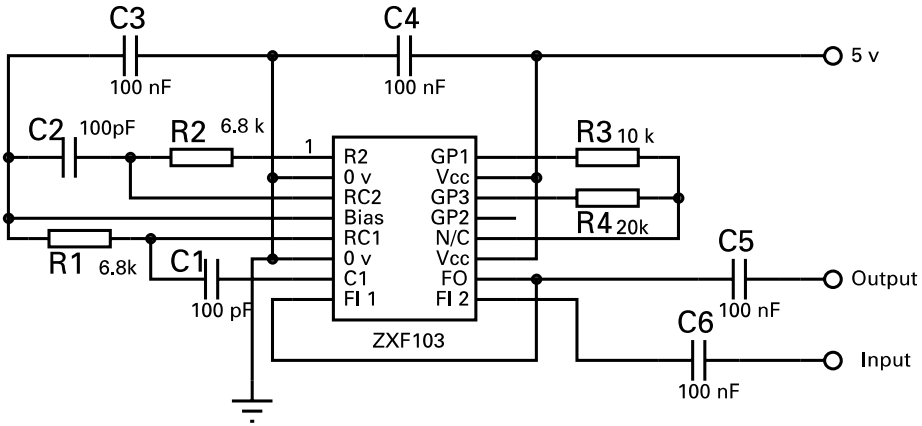 C3
100 nF
C4
100 nF
5 v
C2
100pF
R2
6.8 k
1
R3
10 k
R2
0 v
RC2
Bias
RC1
0 v
C1
FI 1
GP1
Vcc
GP3
GP2
N/C
Vcc
FO
FI 2
R4
20k
R1
6.8k
C1
100 pF
C5
100 nF
Output
ZXF103
C6
100 nF
Input